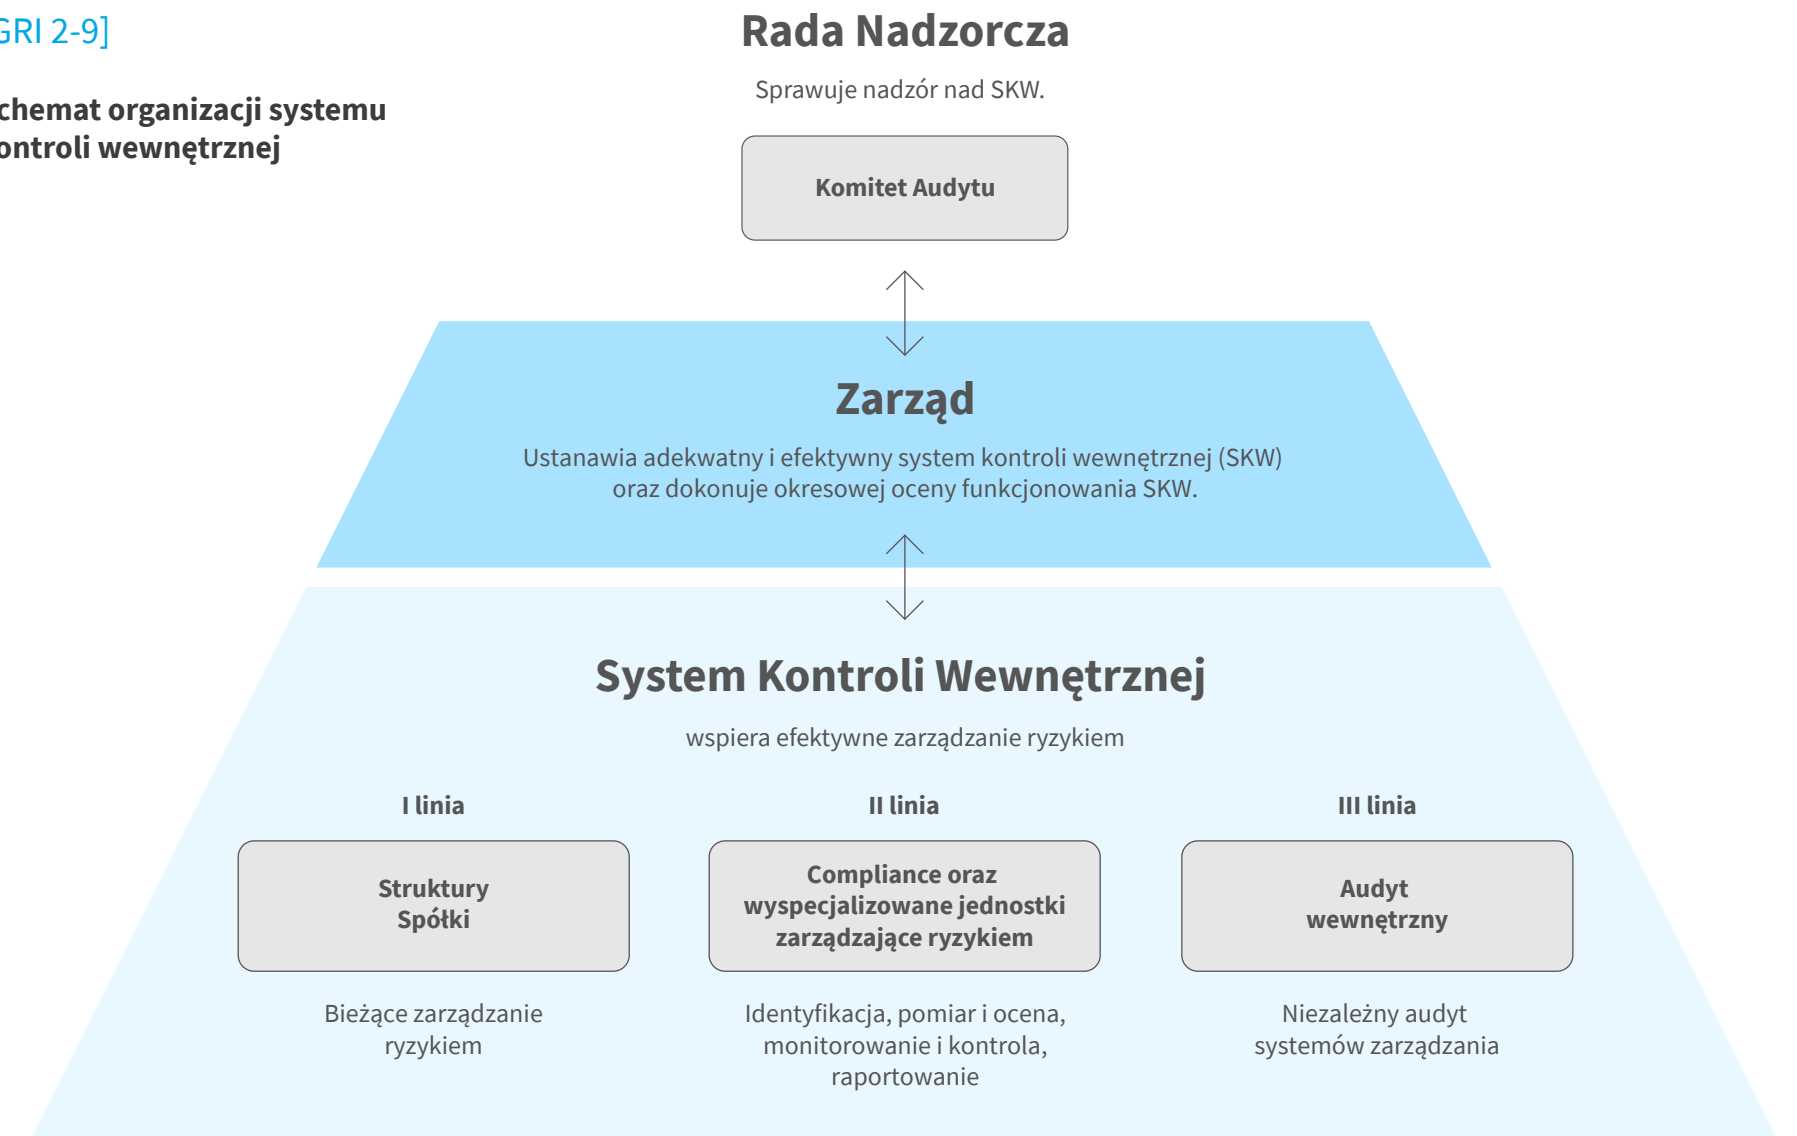 GRI 2-9]
chemat organizacji systemu
ontroli wewnętrznej
Rada Nadzorcza
Sprawuje nadzór nad SKW.
Komitet Audytu
Zarząd
Ustanawia adekwatny i efektywny system kontroli wewnętrznej (SKW)
oraz dokonuje okresowej oceny funkcjonowania SKW.
System Kontroli Wewnętrznej
wspiera efektywne zarządzanie ryzykiem
I linia
Struktury
Spółki
Bieżące zarządzanie
ryzykiem
II linia
Compliance oraz
wyspecjalizowane jednostki
zarządzające ryzykiem
Identyfikacja, pomiar i ocena,
monitorowanie i kontrola,
raportowanie
III linia
Audyt
wewnętrzny
Niezależny audyt
systemów zarządzania